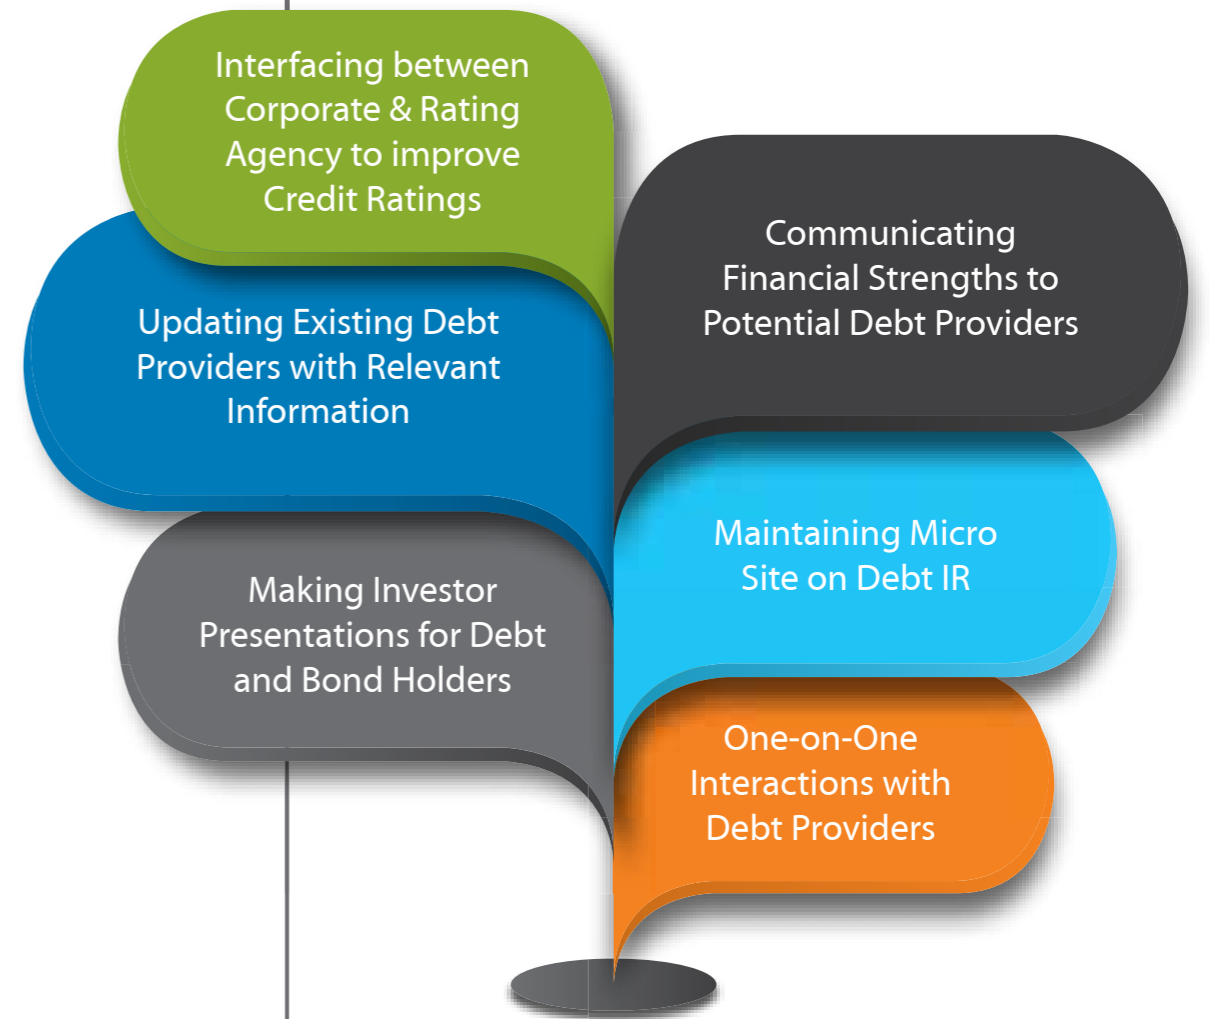 Interfacing between
Corporate & Rating
Agency to improve
Credit Ratings
Communicating
Financial Strengths to
Potential Debt Providers
Updating Existing Debt
Providers with Relevant
Information
Maintaining Micro
Site on Debt IR
Making Investor
Presentations for Debt
and Bond Holders
One-on-One
Interactions with
Debt Providers